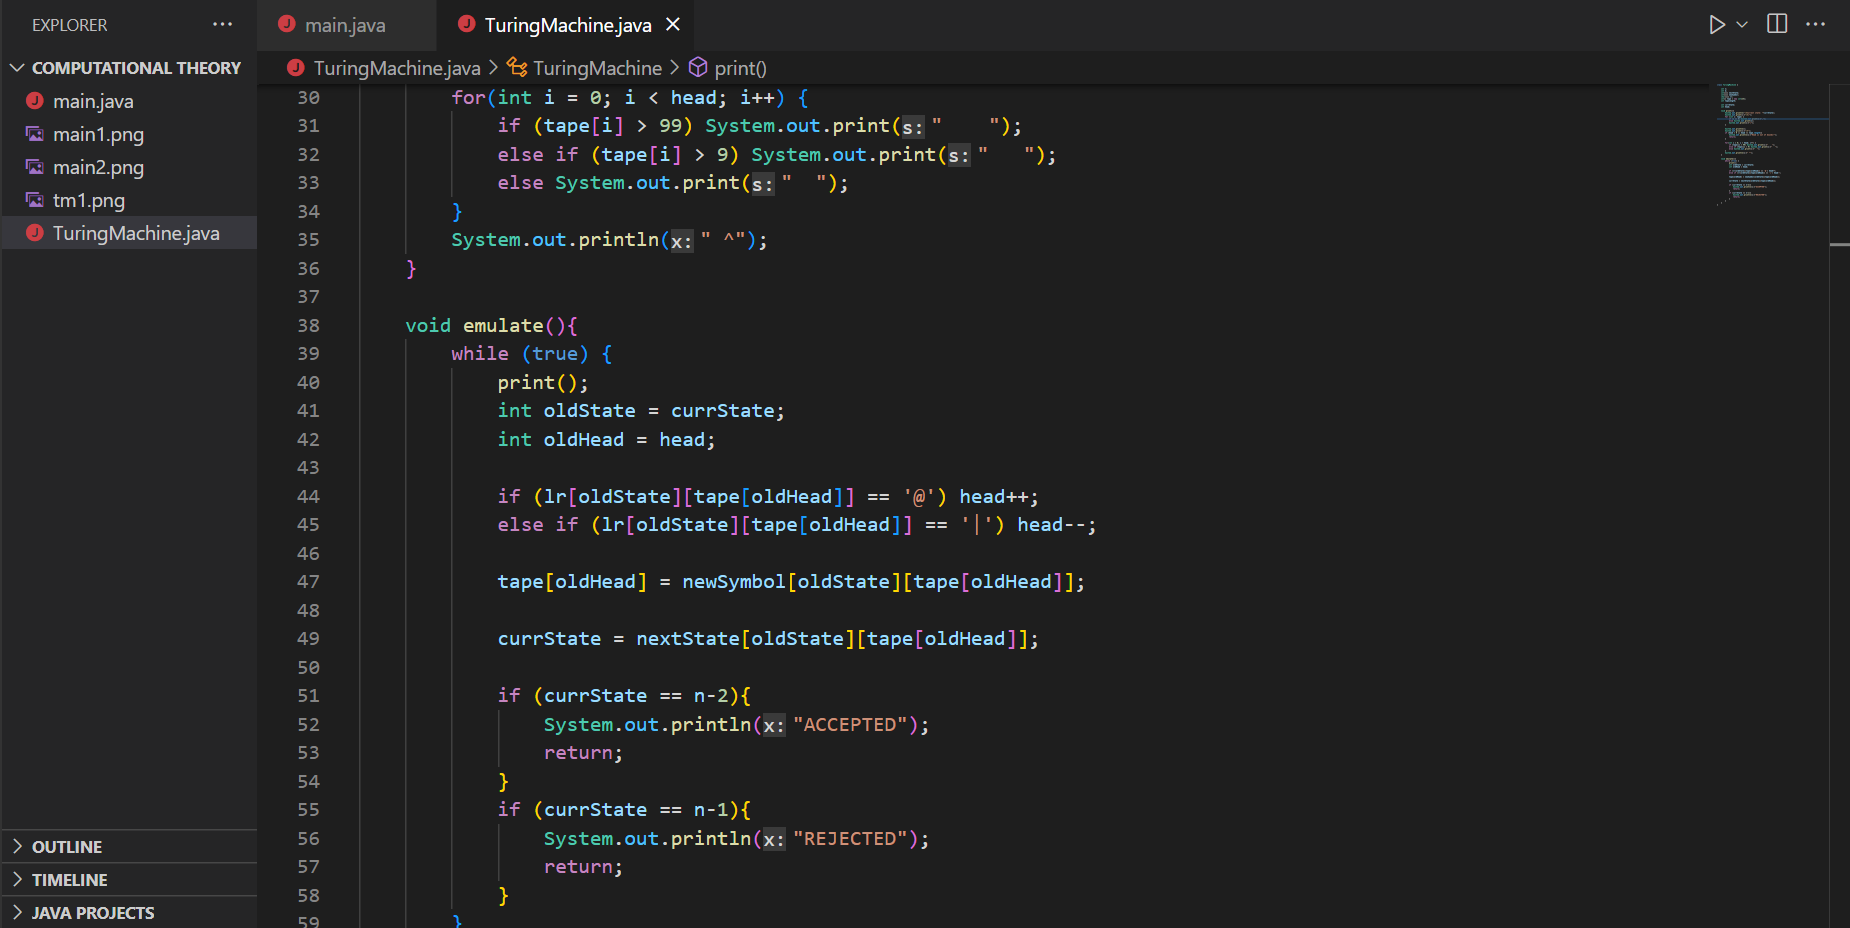 EXPLORER
COMPUTATIONAL THEORY
main.java
main1.png
main2.png
tm1.png
TuringMachine.java
OUTLINE
TIMELINE
JAVA PROJECTS
main.java
TuringMachine.java
TuringMachine.java > TuringMachine > print()
30 for(int i = 0; i < head; i++) {
31 if (tape[i] > 99) System.out.print(s: "    ");
32 else if (tape[i] > 9) System.out.print(s: "   ");
33 else System.out.print(s: "  ");
34 }
35 System.out.println(x: " ^");
36 }
37
38 void emulate(){
39 while (true) {
40 print();
41 int oldState = currState;
42 int oldHead = head;
43
44 if (lr[oldState][tape[oldHead]] == '@') head++;
45 else if (lr[oldState][tape[oldHead]] == '|') head--;
46
47 tape[oldHead] = newSymbol[oldState][tape[oldHead]];
48
49 currState = nextState[oldState][tape[oldHead]];
50
51 if (currState == n-2){
52 System.out.println(x: "ACCEPTED");
53 return;
54 }
55 if (currState == n-1){
56 System.out.println(x: "REJECTED");
57 return;
58 }
59 }